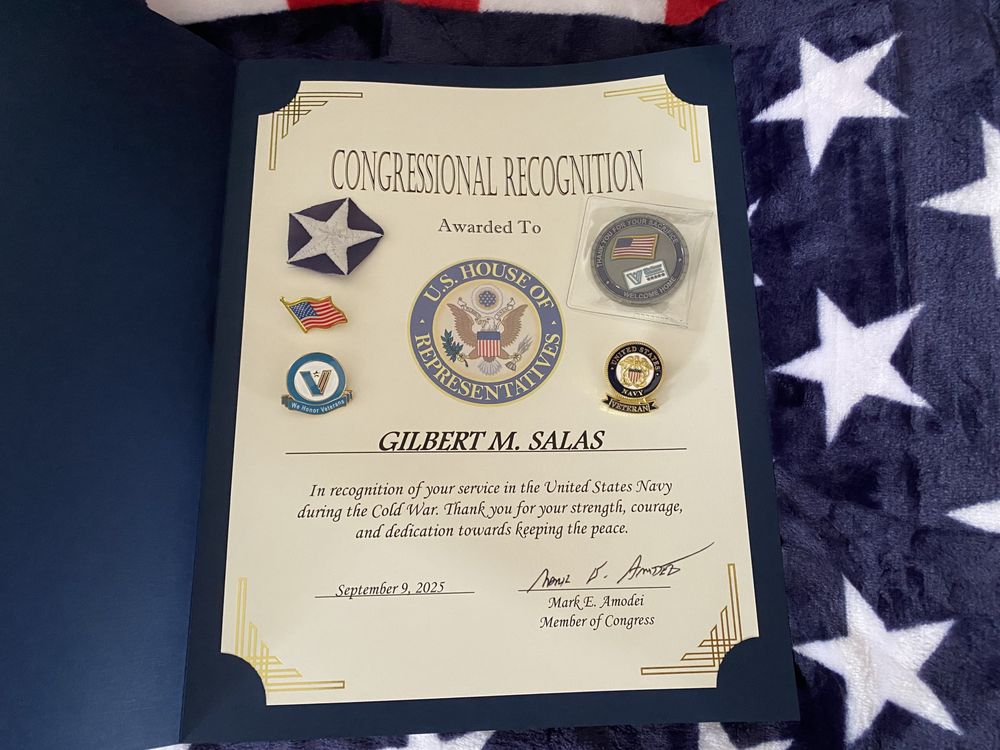 CONGRESSIONAL RECOGNITION
Awarded To
THANK YOU FOR YOUR SACRIFICE
WELCOME HOME
U.S. HOUSE OF
REPRESENTATIVES
We Honor Veterans
UNITED STATES
NAVY
VETERAN
GILBERT M. SALAS
In recognition of your service in the United States Navy
during the Cold War. Thank you for your strength, courage,
and dedication towards keeping the peace.
September 9, 2025
Mark E. Amodei
Mark E. Amodei
Member of Congress